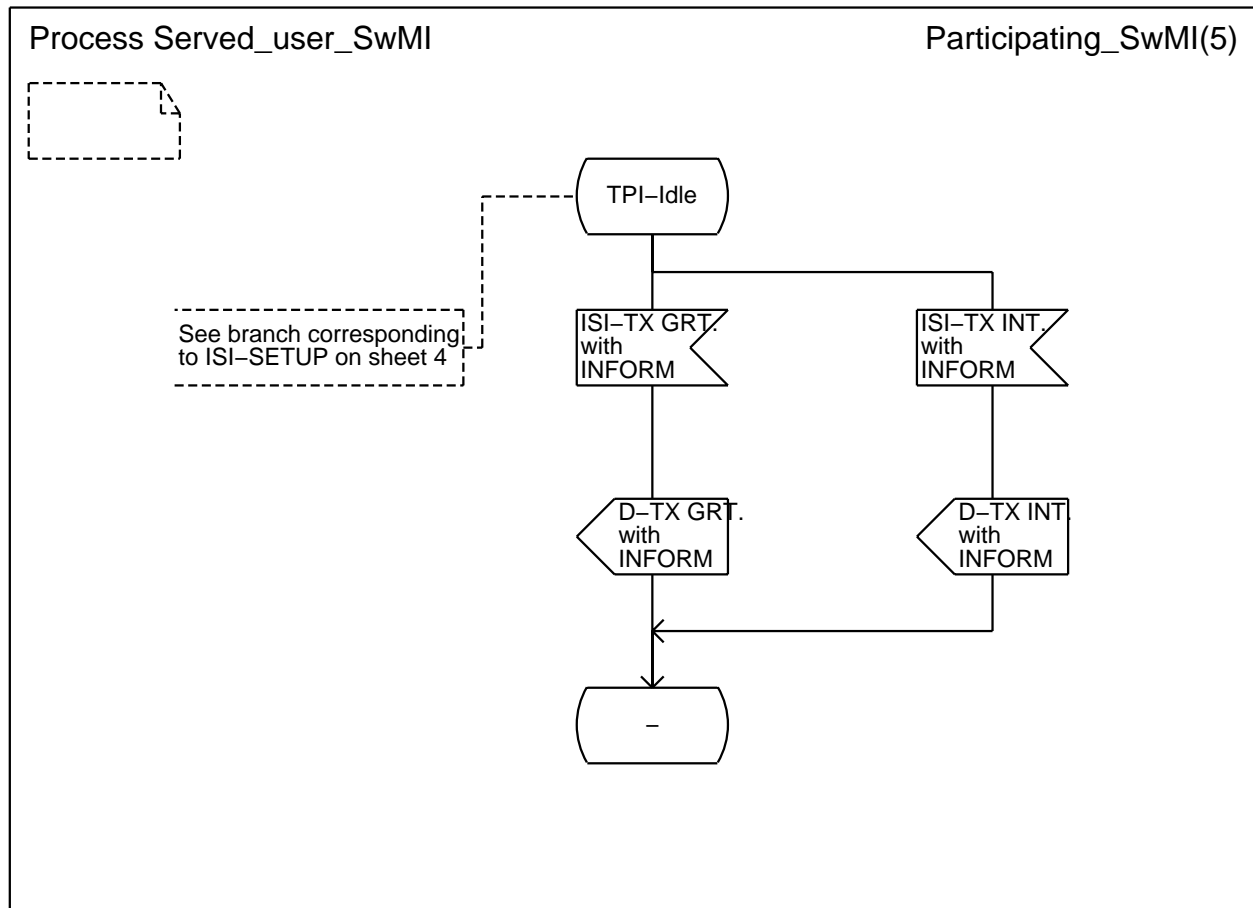 Process Served_user_SwMI
Participating_SwMI(5)
TPI–Idle
See branch corresponding
to ISI–SETUP on sheet 4
ISI–TX GRT.
with
INFORM
ISI–TX INT.
with
INFORM
D–TX GRT.
with
INFORM
D–TX INT.
with
INFORM
–